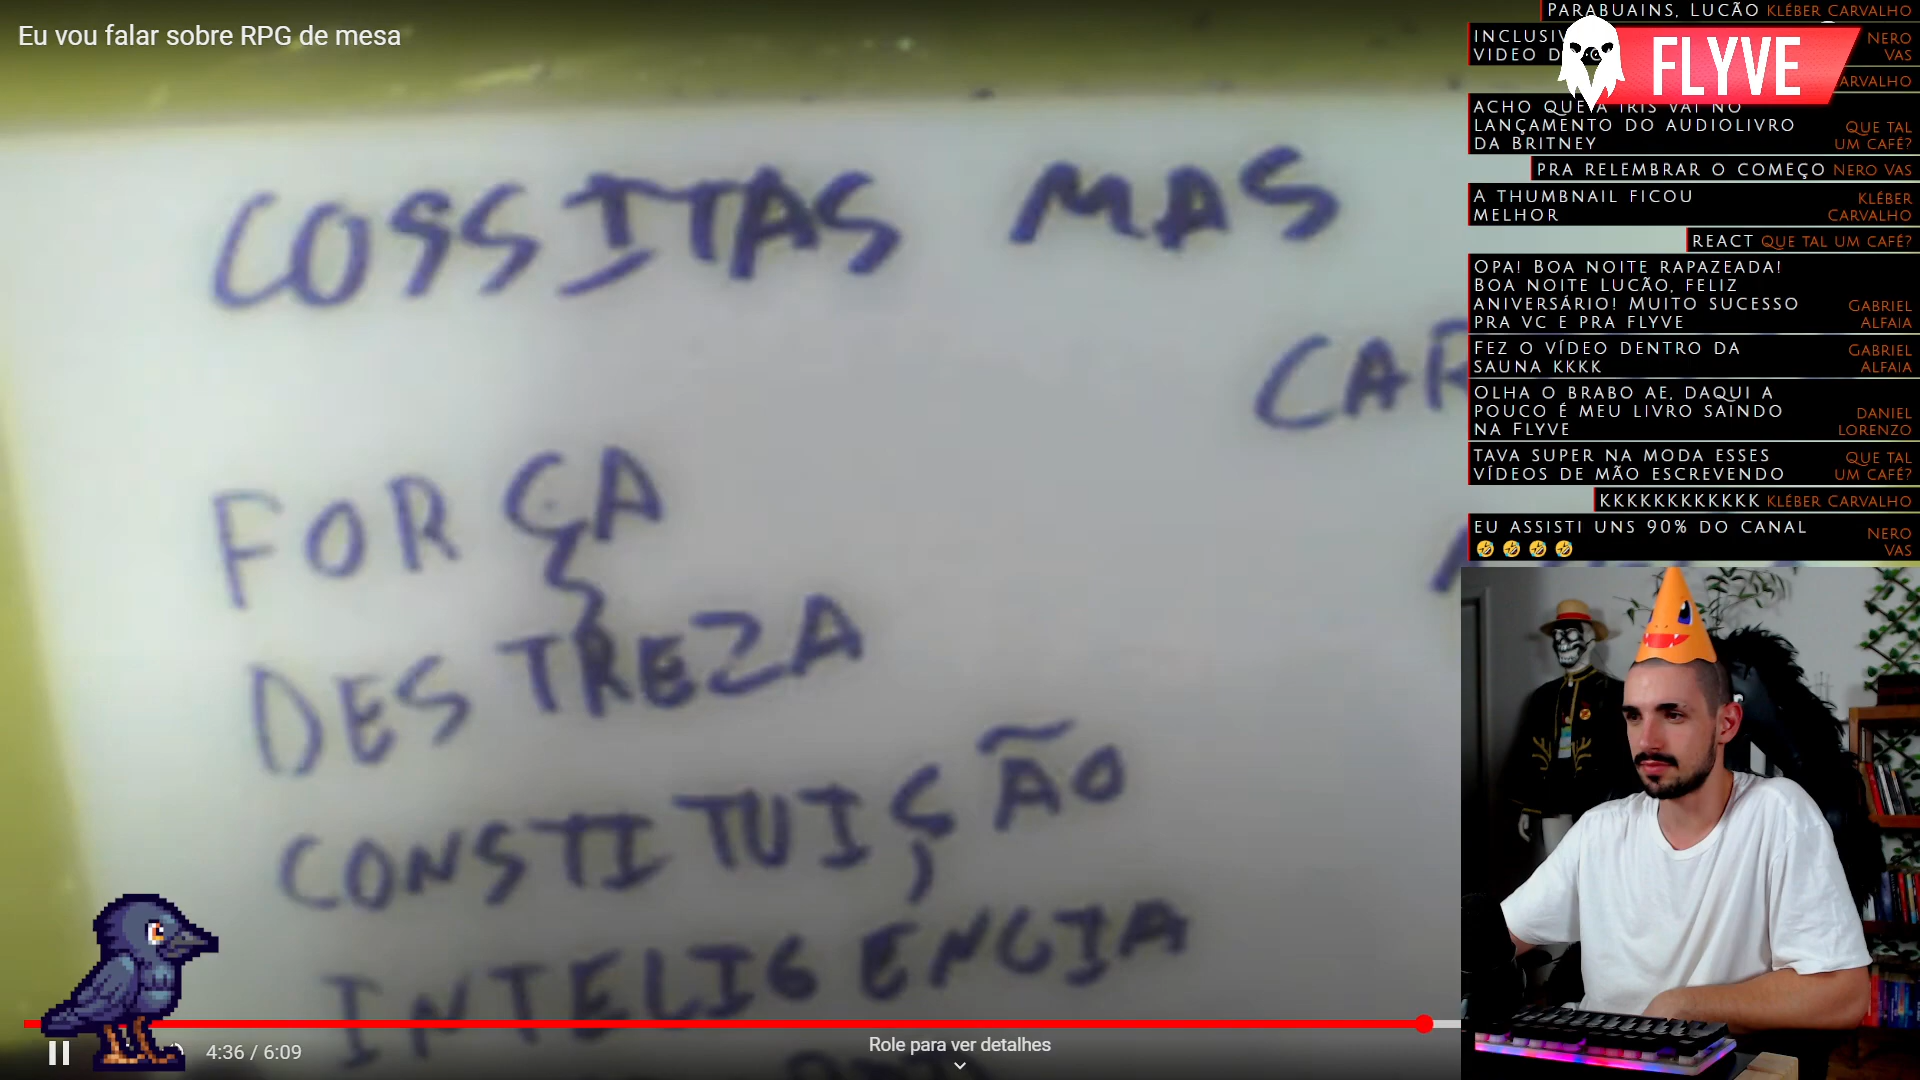 Eu vou falar sobre RPG de mesa
COSSITAS MAS
CAR
FORÇA
DESTREZA
CONSTITUIÇÃO
INTELIGENCIA
4:36 / 6:09
Role para ver detalhes
PARABUAINS, LUCÃO KLÉBER CARVALHO
VIDEO NERO
VAS
FLYVE
ARVALHO
ACHO QUE A IRIS VAI NO
LANÇAMENTO DO AUDIOLIVRO QUE TAL
DA BRITNEY UM CAFÉ?
PRA RELEMBRAR O COMEÇO NERO VAS
A THUMBNAIL FICOU KLÉBER
MELHOR CARVALHO
REACT QUE TAL UM CAFÉ?
OPA! BOA NOITE RAPAZEADA!
BOA NOITE LUCÃO, FELIZ
ANIVERSÁRIO! MUITO SUCESSO GABRIEL
PRA VC E PRA FLYVE ALFAIA
FEZ O VÍDEO DENTRO DA GABRIEL
SAUNA KKKK ALFAIA
OLHA O BRABO AE, DAQUI A
POUCO É MEU LIVRO SAINDO DANIEL
NA FLYVE LORENZO
TAVA SUPER NA MODA ESSES QUE TAL
VÍDEOS DE MÃO ESCREVENDO UM CAFÉ?
KKKKKKKKKKKK KLÉBER CARVALHO
EU ASSISTI UNS 90% DO CANAL NERO
🤣 🤣 🤣 🤣 VAS